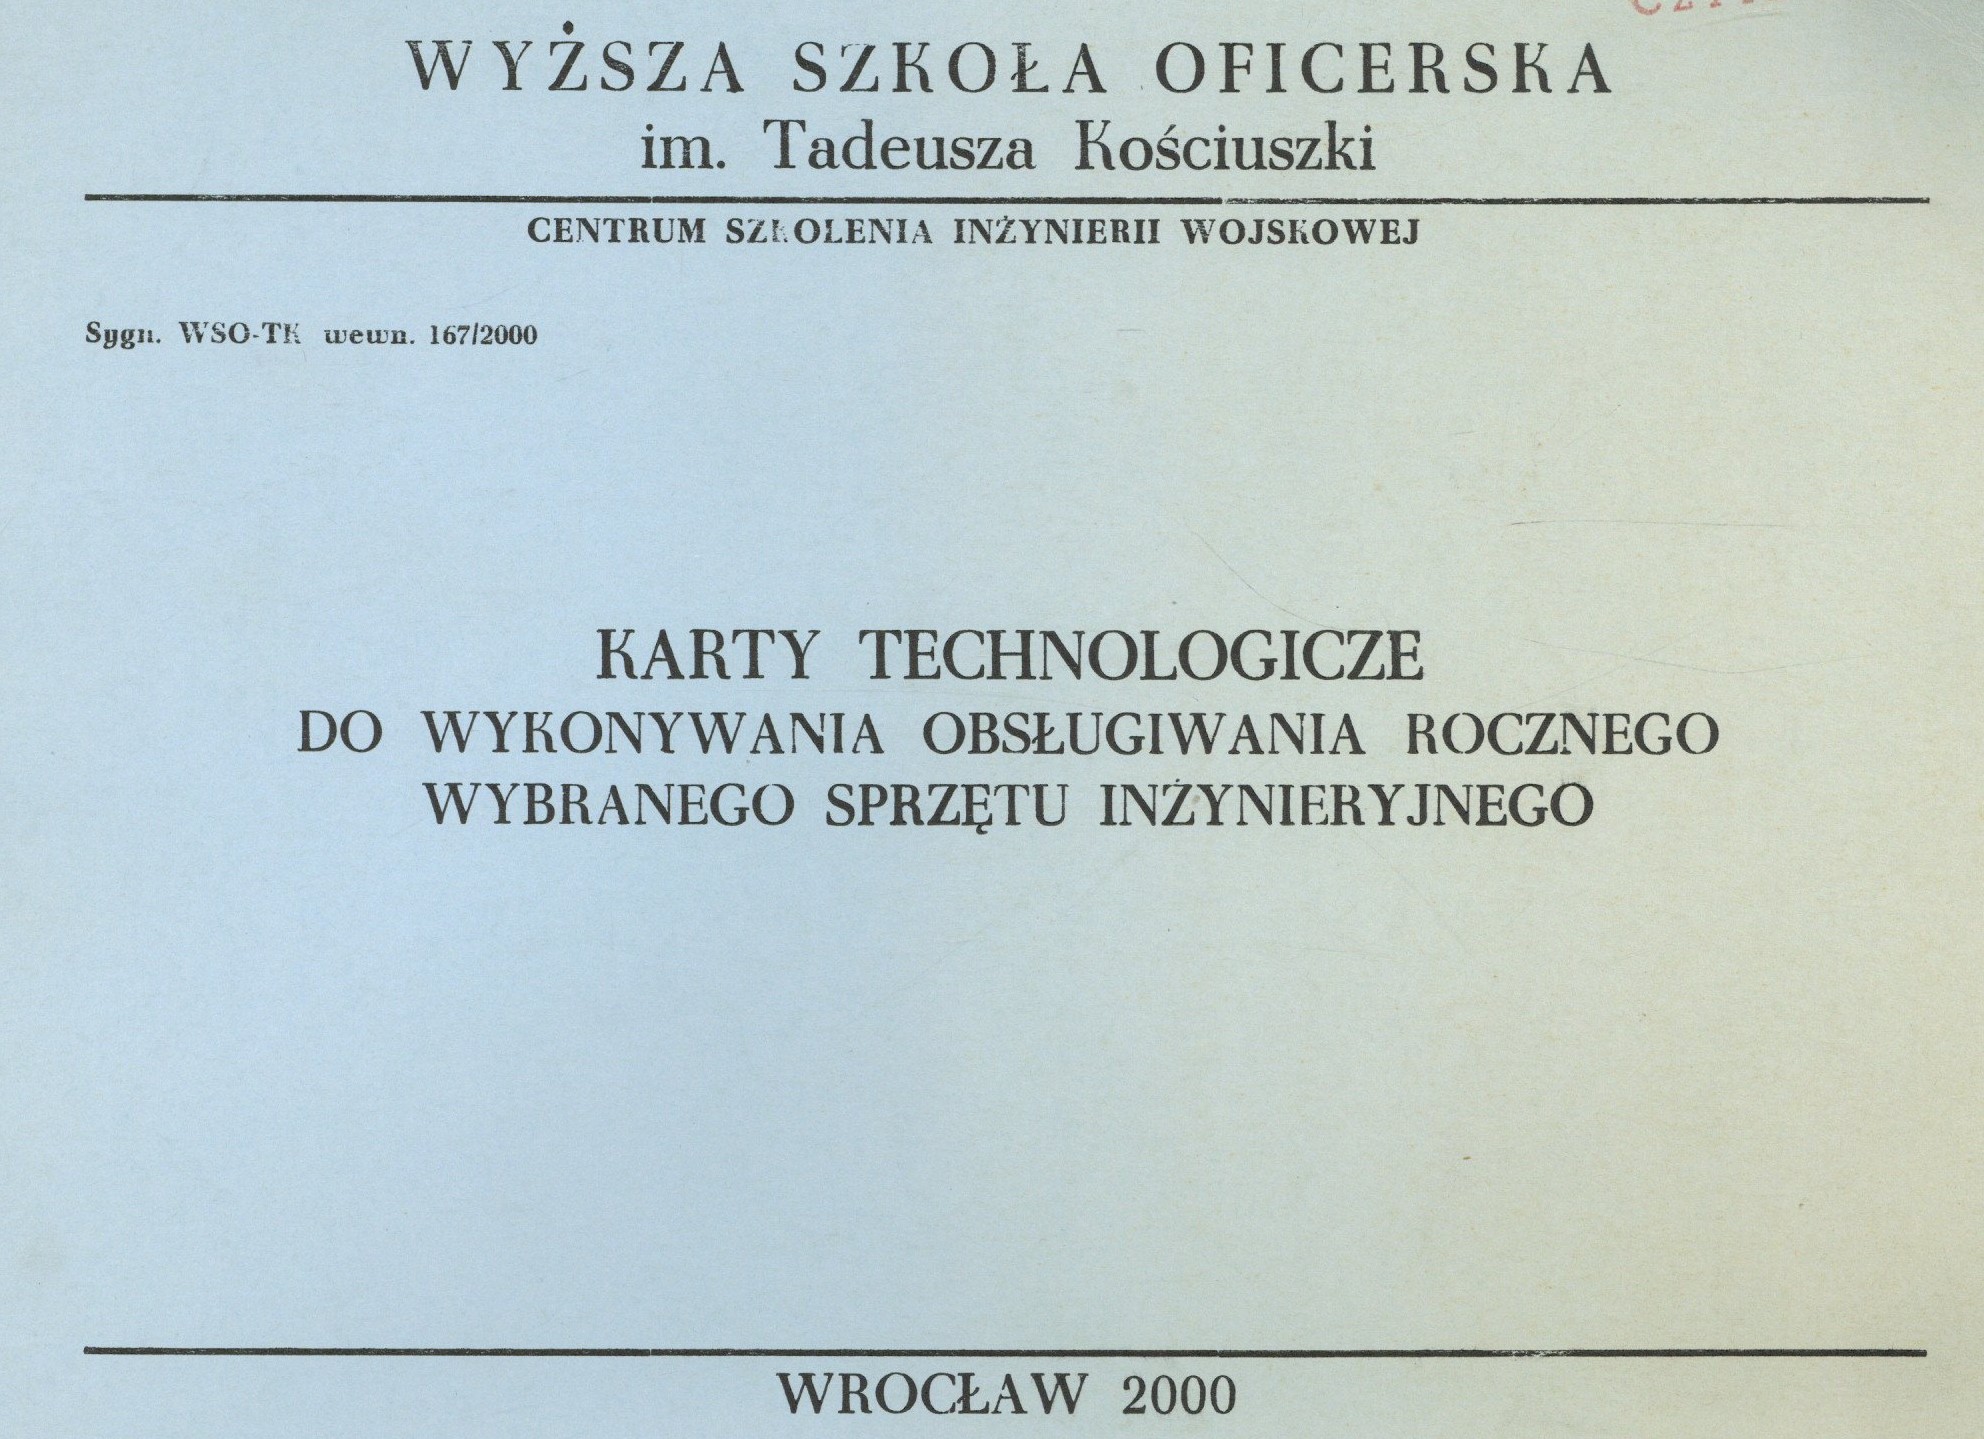 WYŻSZA SZKOŁA OFICERSKA
im. Tadeusza Kościuszki
CENTRUM SZKOLENIA INŻYNIERII WOJSKOWEJ
Sygn. WSO-TK wewn. 167/2000
KARTY TECHNOLOGICZE
DO WYKONYWANIA OBSŁUGIWANIA ROCZNEGO
WYBRANEGO SPRZĘTU INŻYNIERYJNEGO
WROCŁAW 2000